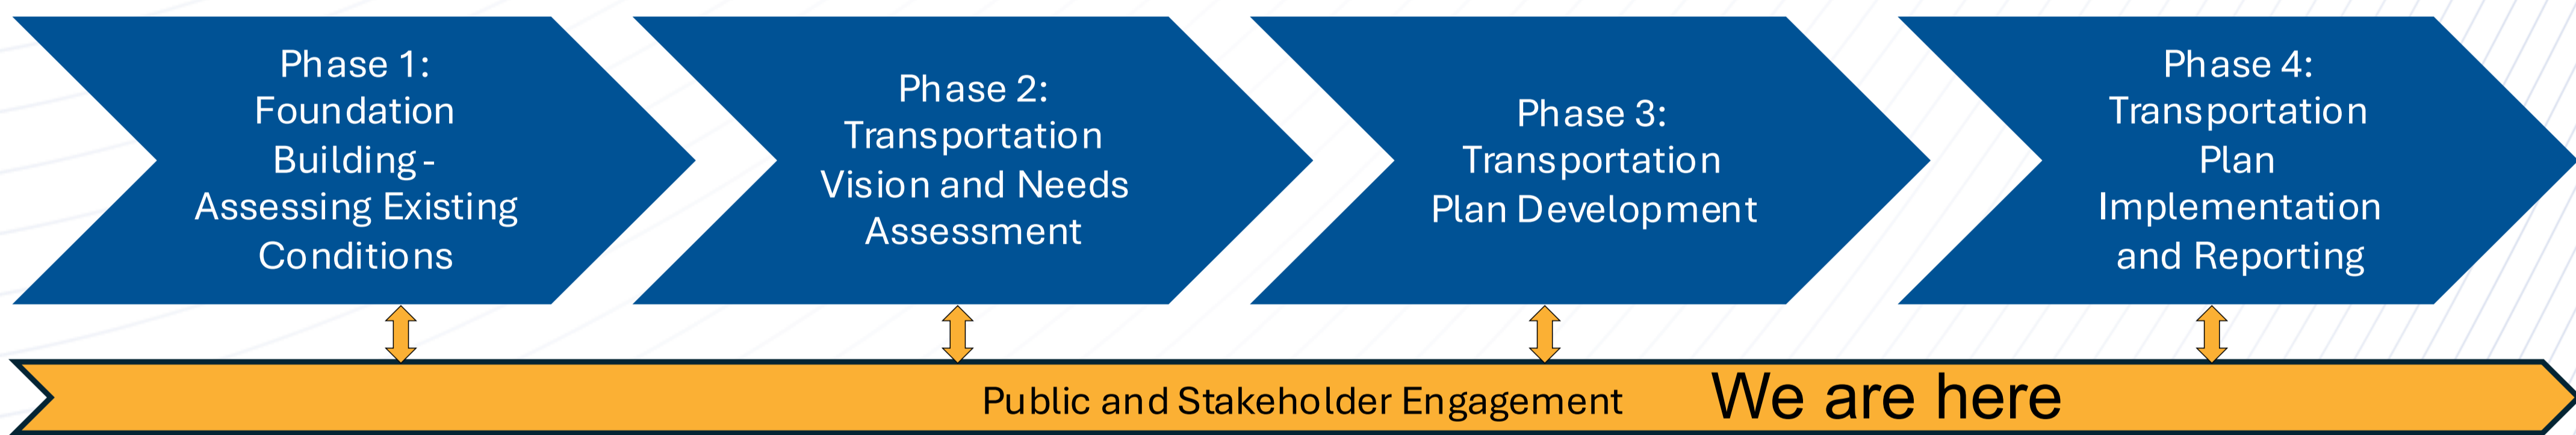 Phase 1:
Foundation
Building-
Assessing Existing
Conditions
Phase 2:
Transportation
Vision and Needs
Assessment
Phase 3:
Transportation
Plan Development
Phase 4:
Transportation
Plan
Implementation
and Reporting
Public and Stakeholder Engagement
We are here